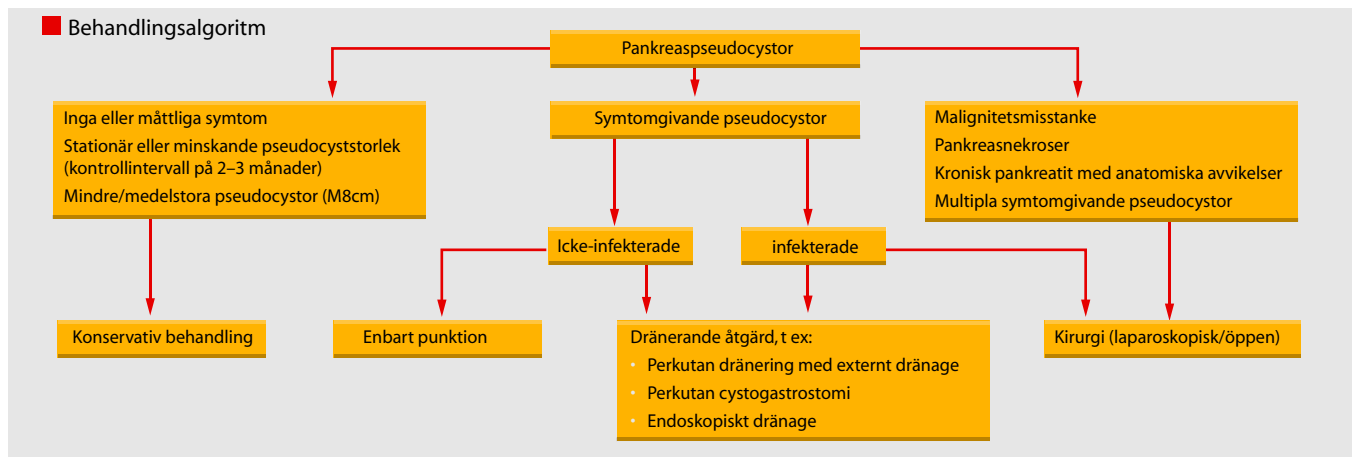 Behandlingsalgoritm
Pankreaspseudocystor
Inga eller måttliga symtom
Stationär eller minskande pseudocyststorlek
(kontrollintervall på 2–3 månader)
Mindre/medelstora pseudocystor (M8cm)
Symtomgivande pseudocystor
Malignitetsmisstanke
Pankreasnekroser
Kronisk pankreatit med anatomiska avvikelser
Multipla symtomgivande pseudocystor
Icke-infekterade
infekterade
Konservativ behandling
Enbart punktion
Dränerande åtgärd, t ex:
• Perkutan dränering med externt dränage
• Perkutan cystogastrostomi
• Endoskopiskt dränage
Kirurgi (laparoskopisk/öppen)